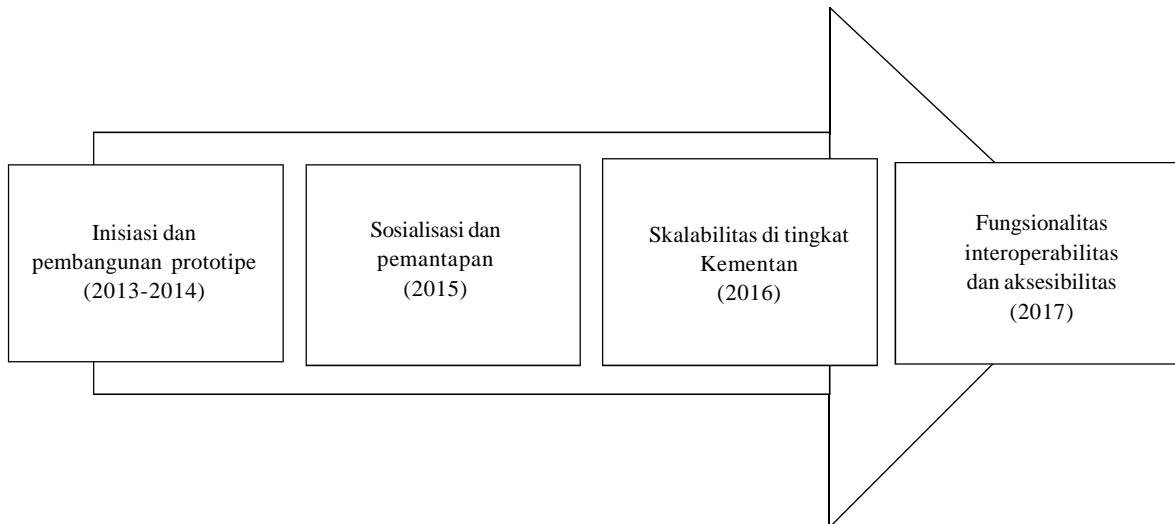 Inisiasi dan
pembangunan prototipe
(2013-2014)
Sosialisasi dan
pemantapan
(2015)
Skalabilitas di tingkat
Kementan
(2016)
Fungsionalitas
interoperabilitas
dan aksesibilitas
(2017)